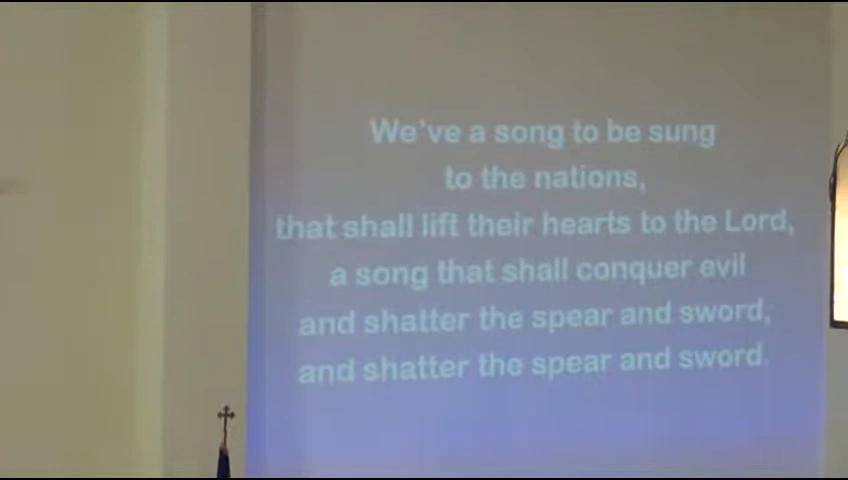 We've a song to be sung
to the nations,
that shall lift their hearts to the Lord,
a song that shall conquer evil
and shatter the spear and sword,
and shatter the spear and sword.